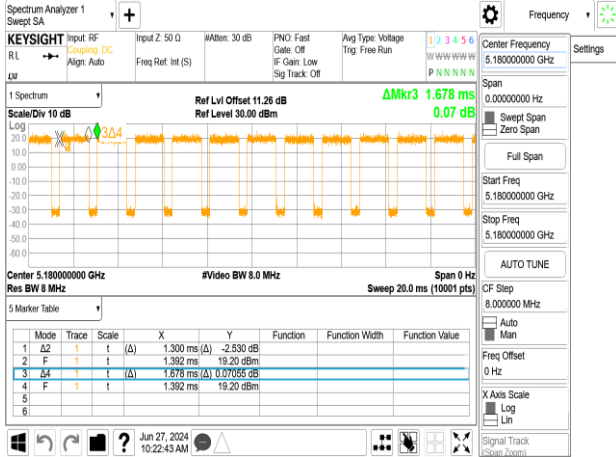 Spectrum Analyzer 1
Swept SA
Frequency
KEYSIGHT
Input: RF
Coupling: DC
Align: Auto
Input Z: 50 Ω
Freq Ref: Int (S)
#Atten: 30 dB
PNO: Fast
Gate: Off
IF Gain: Low
Sig Track: Off
Avg Type: Voltage
Trig: Free Run
1 2 3 4 5 6
W W W W W W
P N N N N N
RL
LXI
1 Spectrum
Scale/Div 10 dB
Ref Lvl Offset 11.26 dB
Ref Level 30.00 dBm
ΔMkr3 1.678 ms
0.07 dB
Log
20.0
10.0
0.00
-10.0
-20.0
-30.0
-40.0
-50.0
-60.0
3Δ4
Center 5.180000000 GHz
Res BW 8 MHz
#Video BW 8.0 MHz
Span 0 Hz
Sweep 20.0 ms (10001 pts)
5 Marker Table
Mode Trace Scale X Y Function Function Width Function Value
1 Δ2 1 t (Δ) 1.300 ms (Δ) -2.530 dB
2 F 1 t 1.392 ms 19.20 dBm
3 Δ4 1 t (Δ) 1.678 ms (Δ) 0.07055 dB
4 F 1 t 1.392 ms 19.20 dBm
5
6
Jun 27, 2024
10:22:43 AM
?
Center Frequency
5.180000000 GHz
Settings
Span
0.00000000 Hz
Swept Span
Zero Span
Full Span
Start Freq
5.180000000 GHz
Stop Freq
5.180000000 GHz
AUTO TUNE
CF Step
8.000000 MHz
Auto
Man
Freq Offset
0 Hz
X Axis Scale
Log
Lin
Signal Track
(Span Zoom)